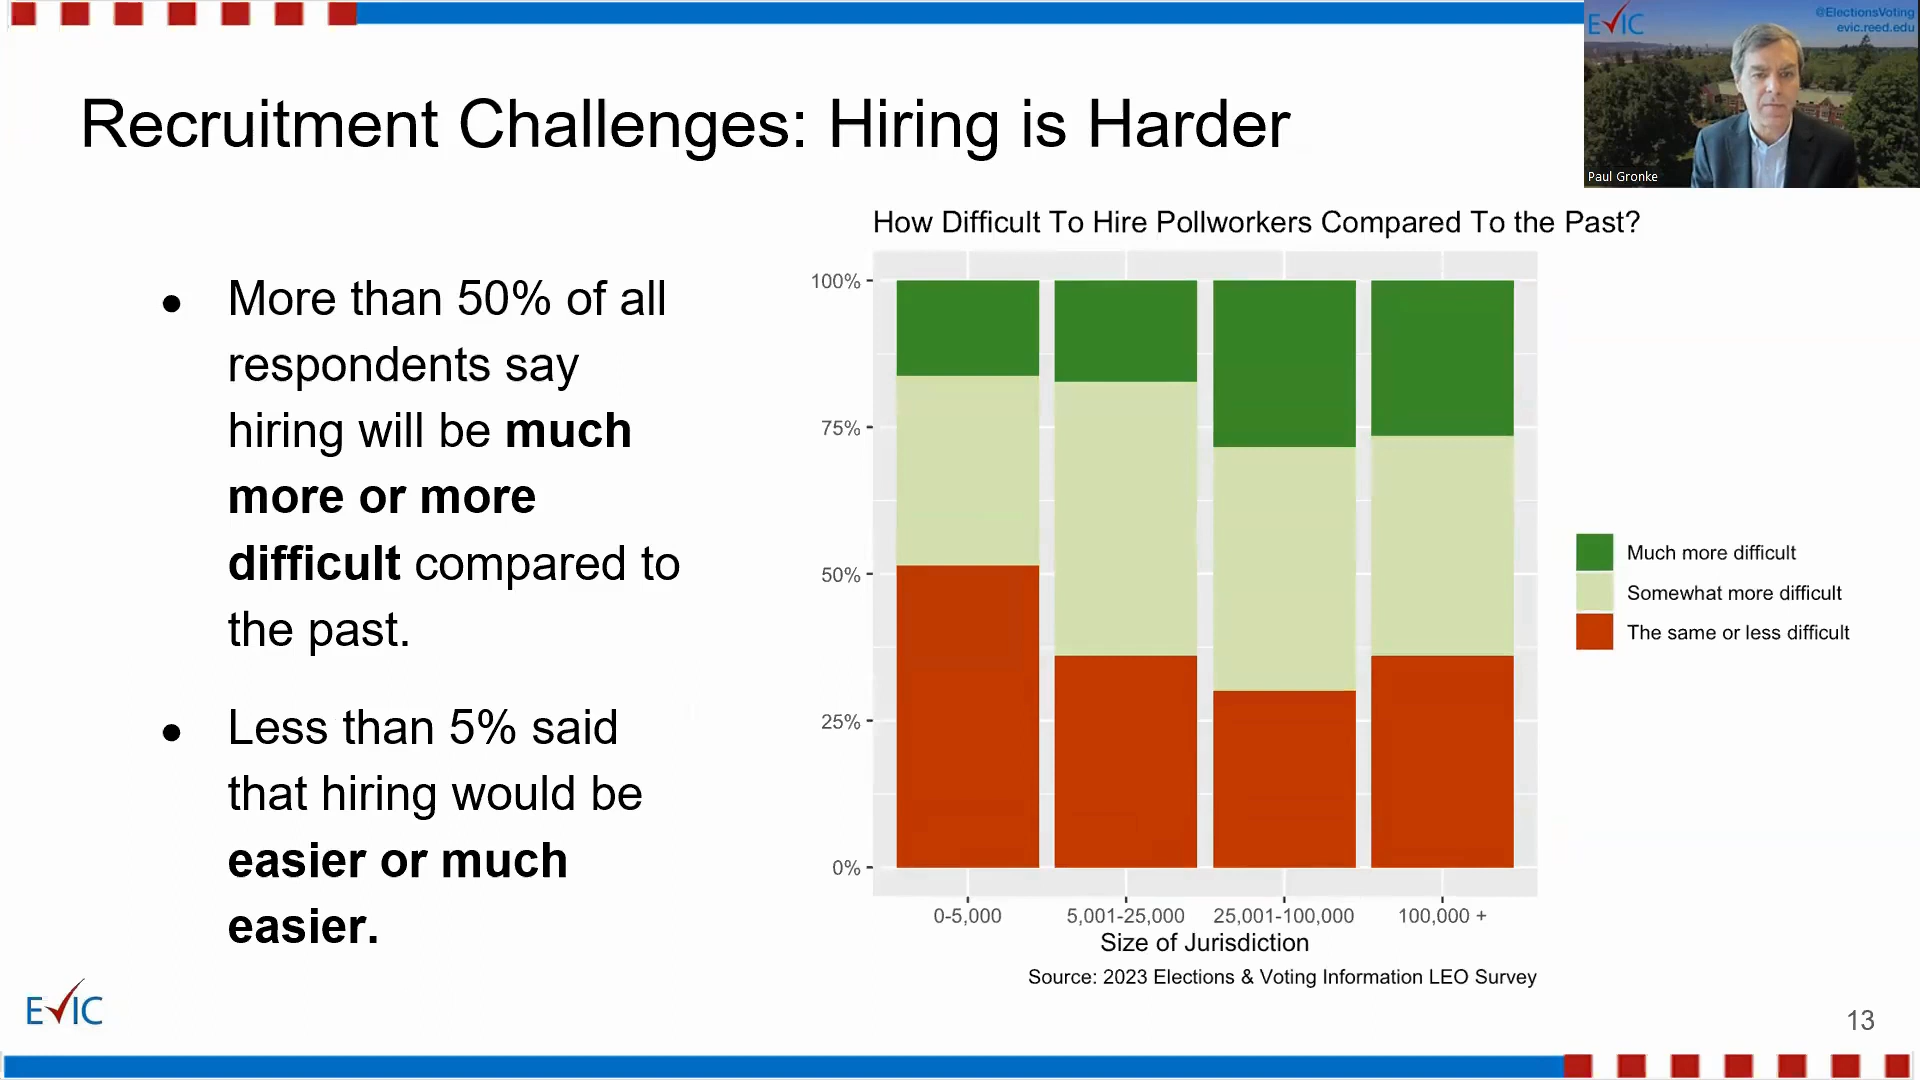 @ElectionsVoting
evic.reed.edu
EVIC
Paul Gronke
Recruitment Challenges: Hiring is Harder
● More than 50% of all
respondents say
hiring will be much
more or more
difficult compared to
the past.
● Less than 5% said
that hiring would be
easier or much
easier.
How Difficult To Hire Pollworkers Compared To the Past?
100%
75%
50%
25%
0%
0-5,000 5,001-25,000 25,001-100,000 100,000 +
Size of Jurisdiction
Source: 2023 Elections & Voting Information LEO Survey
Much more difficult
Somewhat more difficult
The same or less difficult
EVIC
13